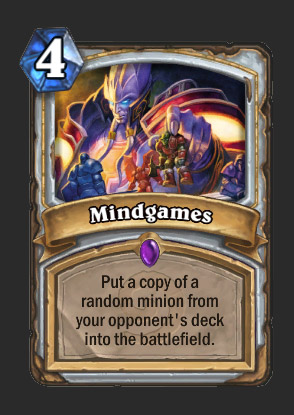 4
Mindgames
Put a copy of a
random minion from
your opponent's deck
into the battlefield.